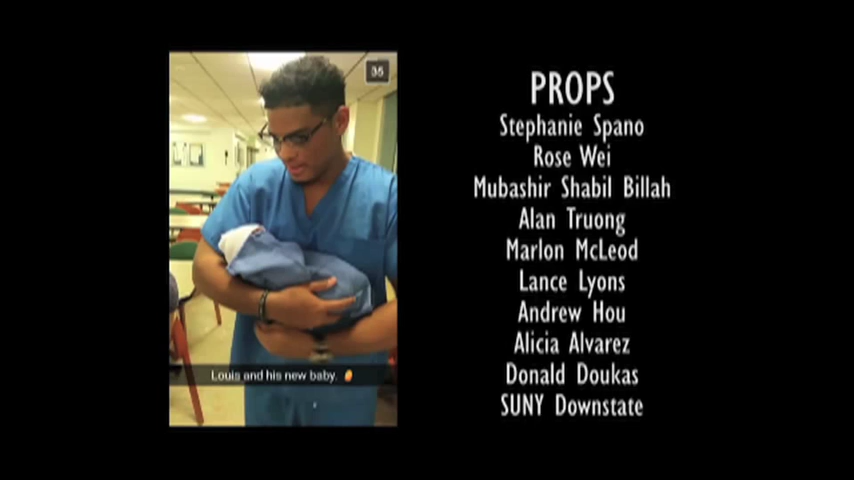 35
Louis and his new baby.
PROPS
Stephanie Spano
Rose Wei
Mubashir Shabil Billah
Alan Truong
Marlon McLeod
Lance Lyons
Andrew Hou
Alicia Alvarez
Donald Doukas
SUNY Downstate